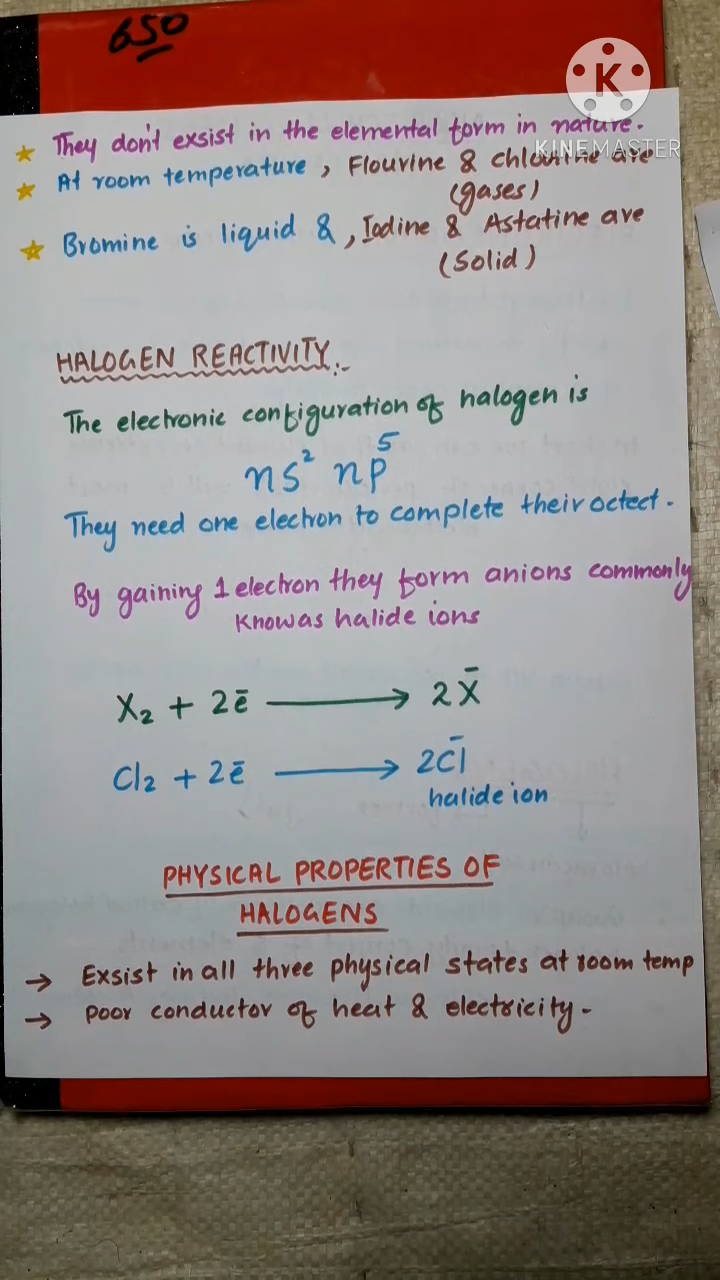 650
K
KINEMASTER
They don't exsist in the elemental form in nature.
At room temperature, Flourine & chlourine are
(gases)
Bromine is liquid &, Iodine & Astatine are
(Solid)
HALOGEN REACTIVITY:-
The electronic configuration of halogen is
ns² np⁵
They need one electron to complete their octect.
By gaining 1 electron they form anions commonly
Knowas halide ions
X₂ + 2ē ⟶ 2X̄
Cl₂ + 2ē ⟶ 2Cl̄
halide ion
PHYSICAL PROPERTIES OF
HALOGENS
→ Exsist in all three physical states at room temp
→ Poor conductor of heat & electricity.